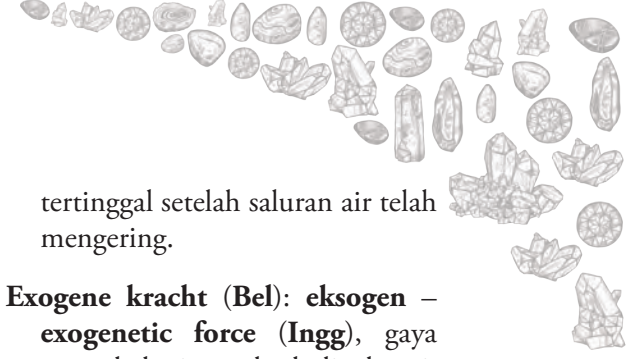 tertinggal setelah saluran air telah
mengering.
Exogene kracht (Bel): eksogen –
exogenetic force (Ingg), gaya